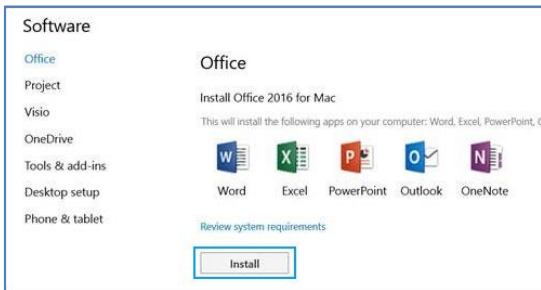 Software
Office
Project
Visio
OneDrive
Tools & add-ins
Desktop setup
Phone & tablet
Office
Install Office 2016 for Mac
This will install the following apps on your computer: Word, Excel, PowerPoint,
W X P O N
Word Excel PowerPoint Outlook OneNote
Review system requirements
Install